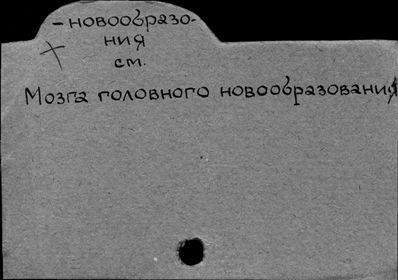 – новообразо-
ния
см.
Мозга головного новообразования